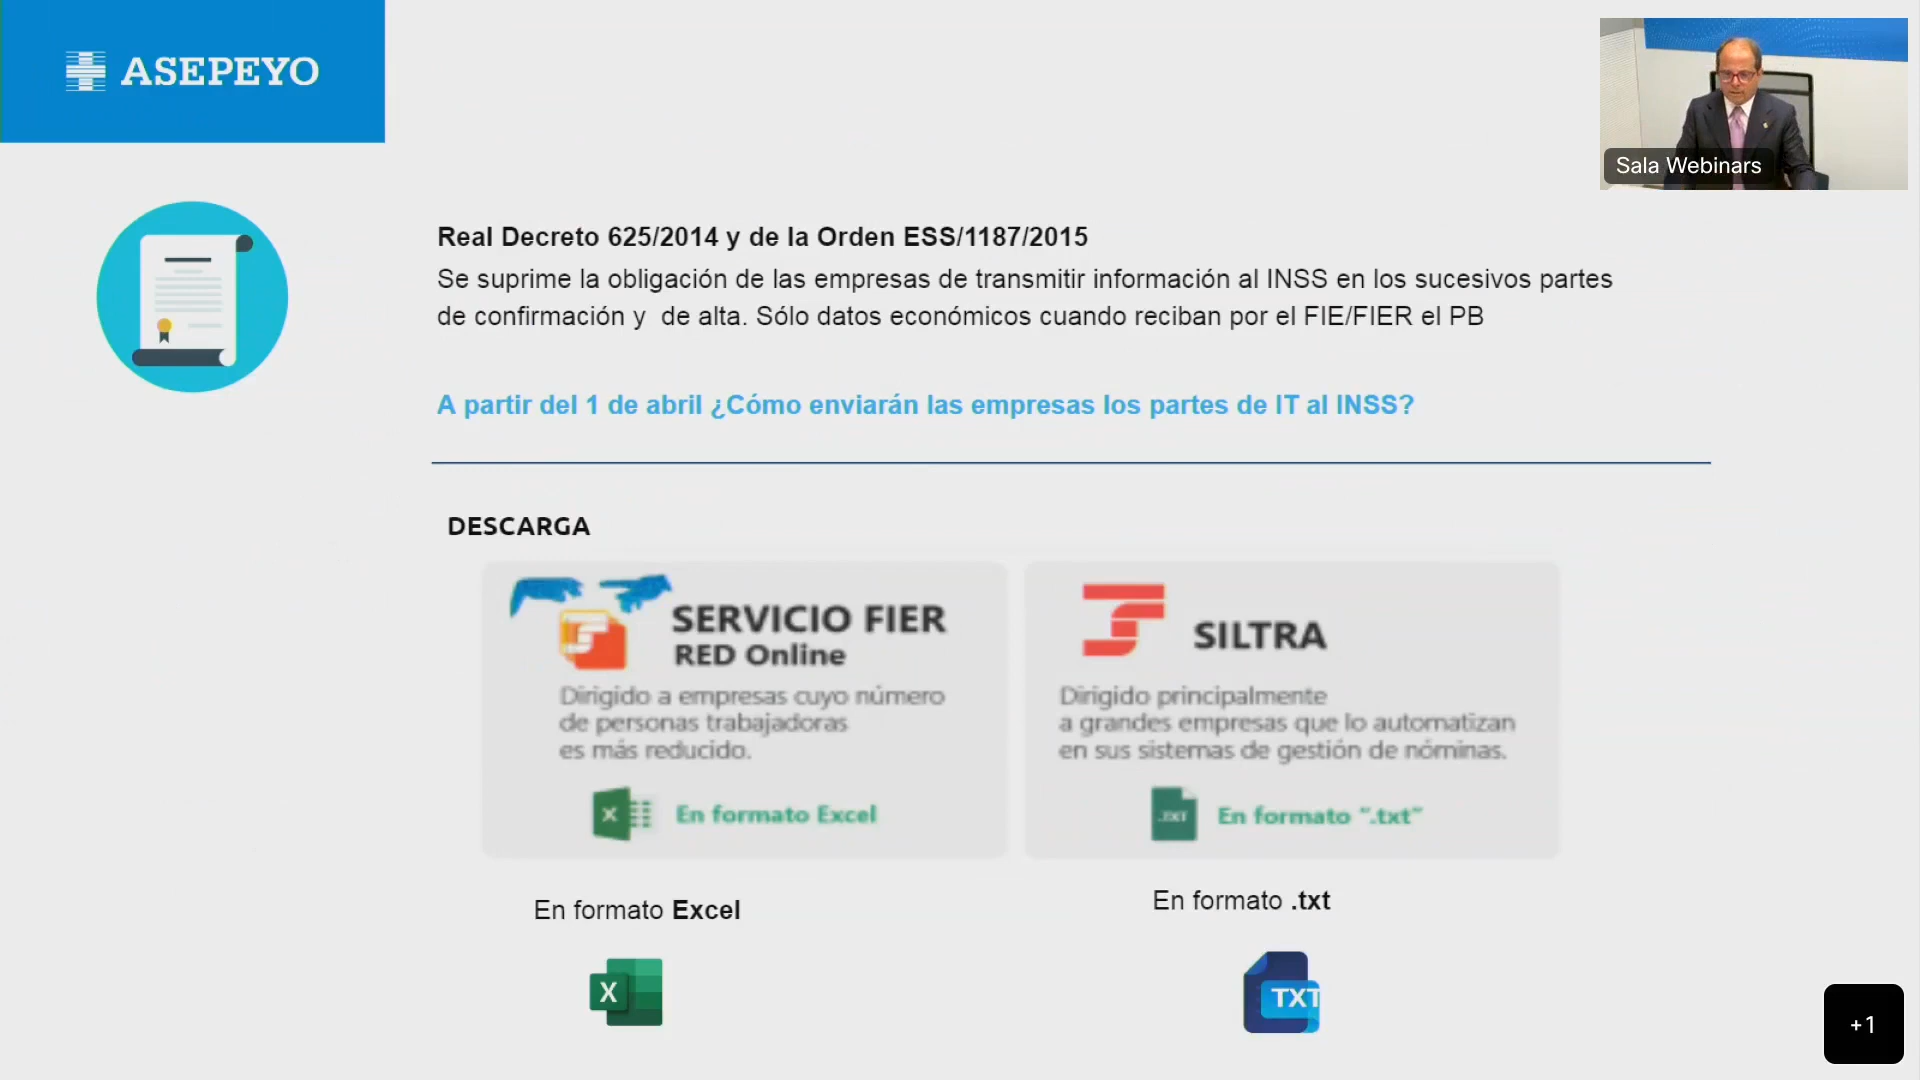 ASEPEYO
Sala Webinars
Real Decreto 625/2014 y de la Orden ESS/1187/2015
Se suprime la obligación de las empresas de transmitir información al INSS en los sucesivos partes
de confirmación y  de alta. Sólo datos económicos cuando reciban por el FIE/FIER el PB
A partir del 1 de abril ¿Cómo enviarán las empresas los partes de IT al INSS?
DESCARGA
SERVICIO FIER
RED Online
Dirigido a empresas cuyo número
de personas trabajadoras
es más reducido.
X
En formato Excel
SILTRA
Dirigido principalmente
a grandes empresas que lo automatizan
en sus sistemas de gestión de nóminas.
.TXT
En formato ".txt"
En formato Excel
X
En formato .txt
TXT
+1